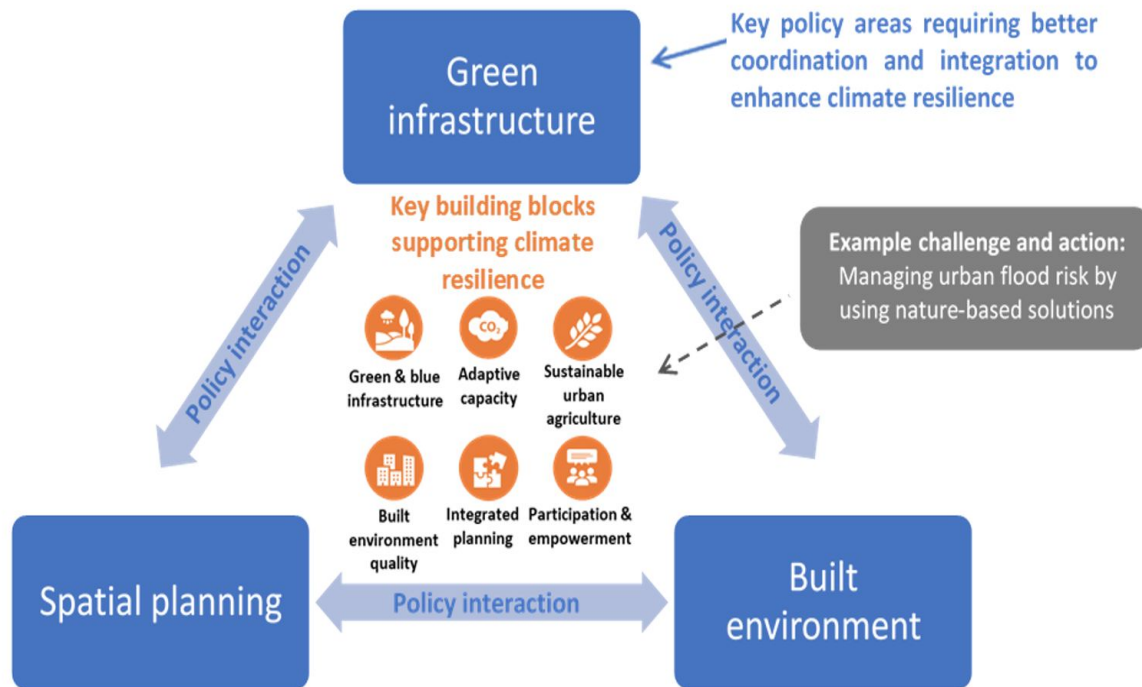 Green
infrastructure
Key policy areas requiring better
coordination and integration to
enhance climate resilience
Key building blocks
supporting climate
resilience
Policy interaction
Policy interaction
Example challenge and action:
Managing urban flood risk by
using nature-based solutions
CO₂
Green & blue
infrastructure
Adaptive
capacity
Sustainable
urban
agriculture
Built
environment
quality
Integrated
planning
Participation &
empowerment
Spatial planning
Policy interaction
Built
environment